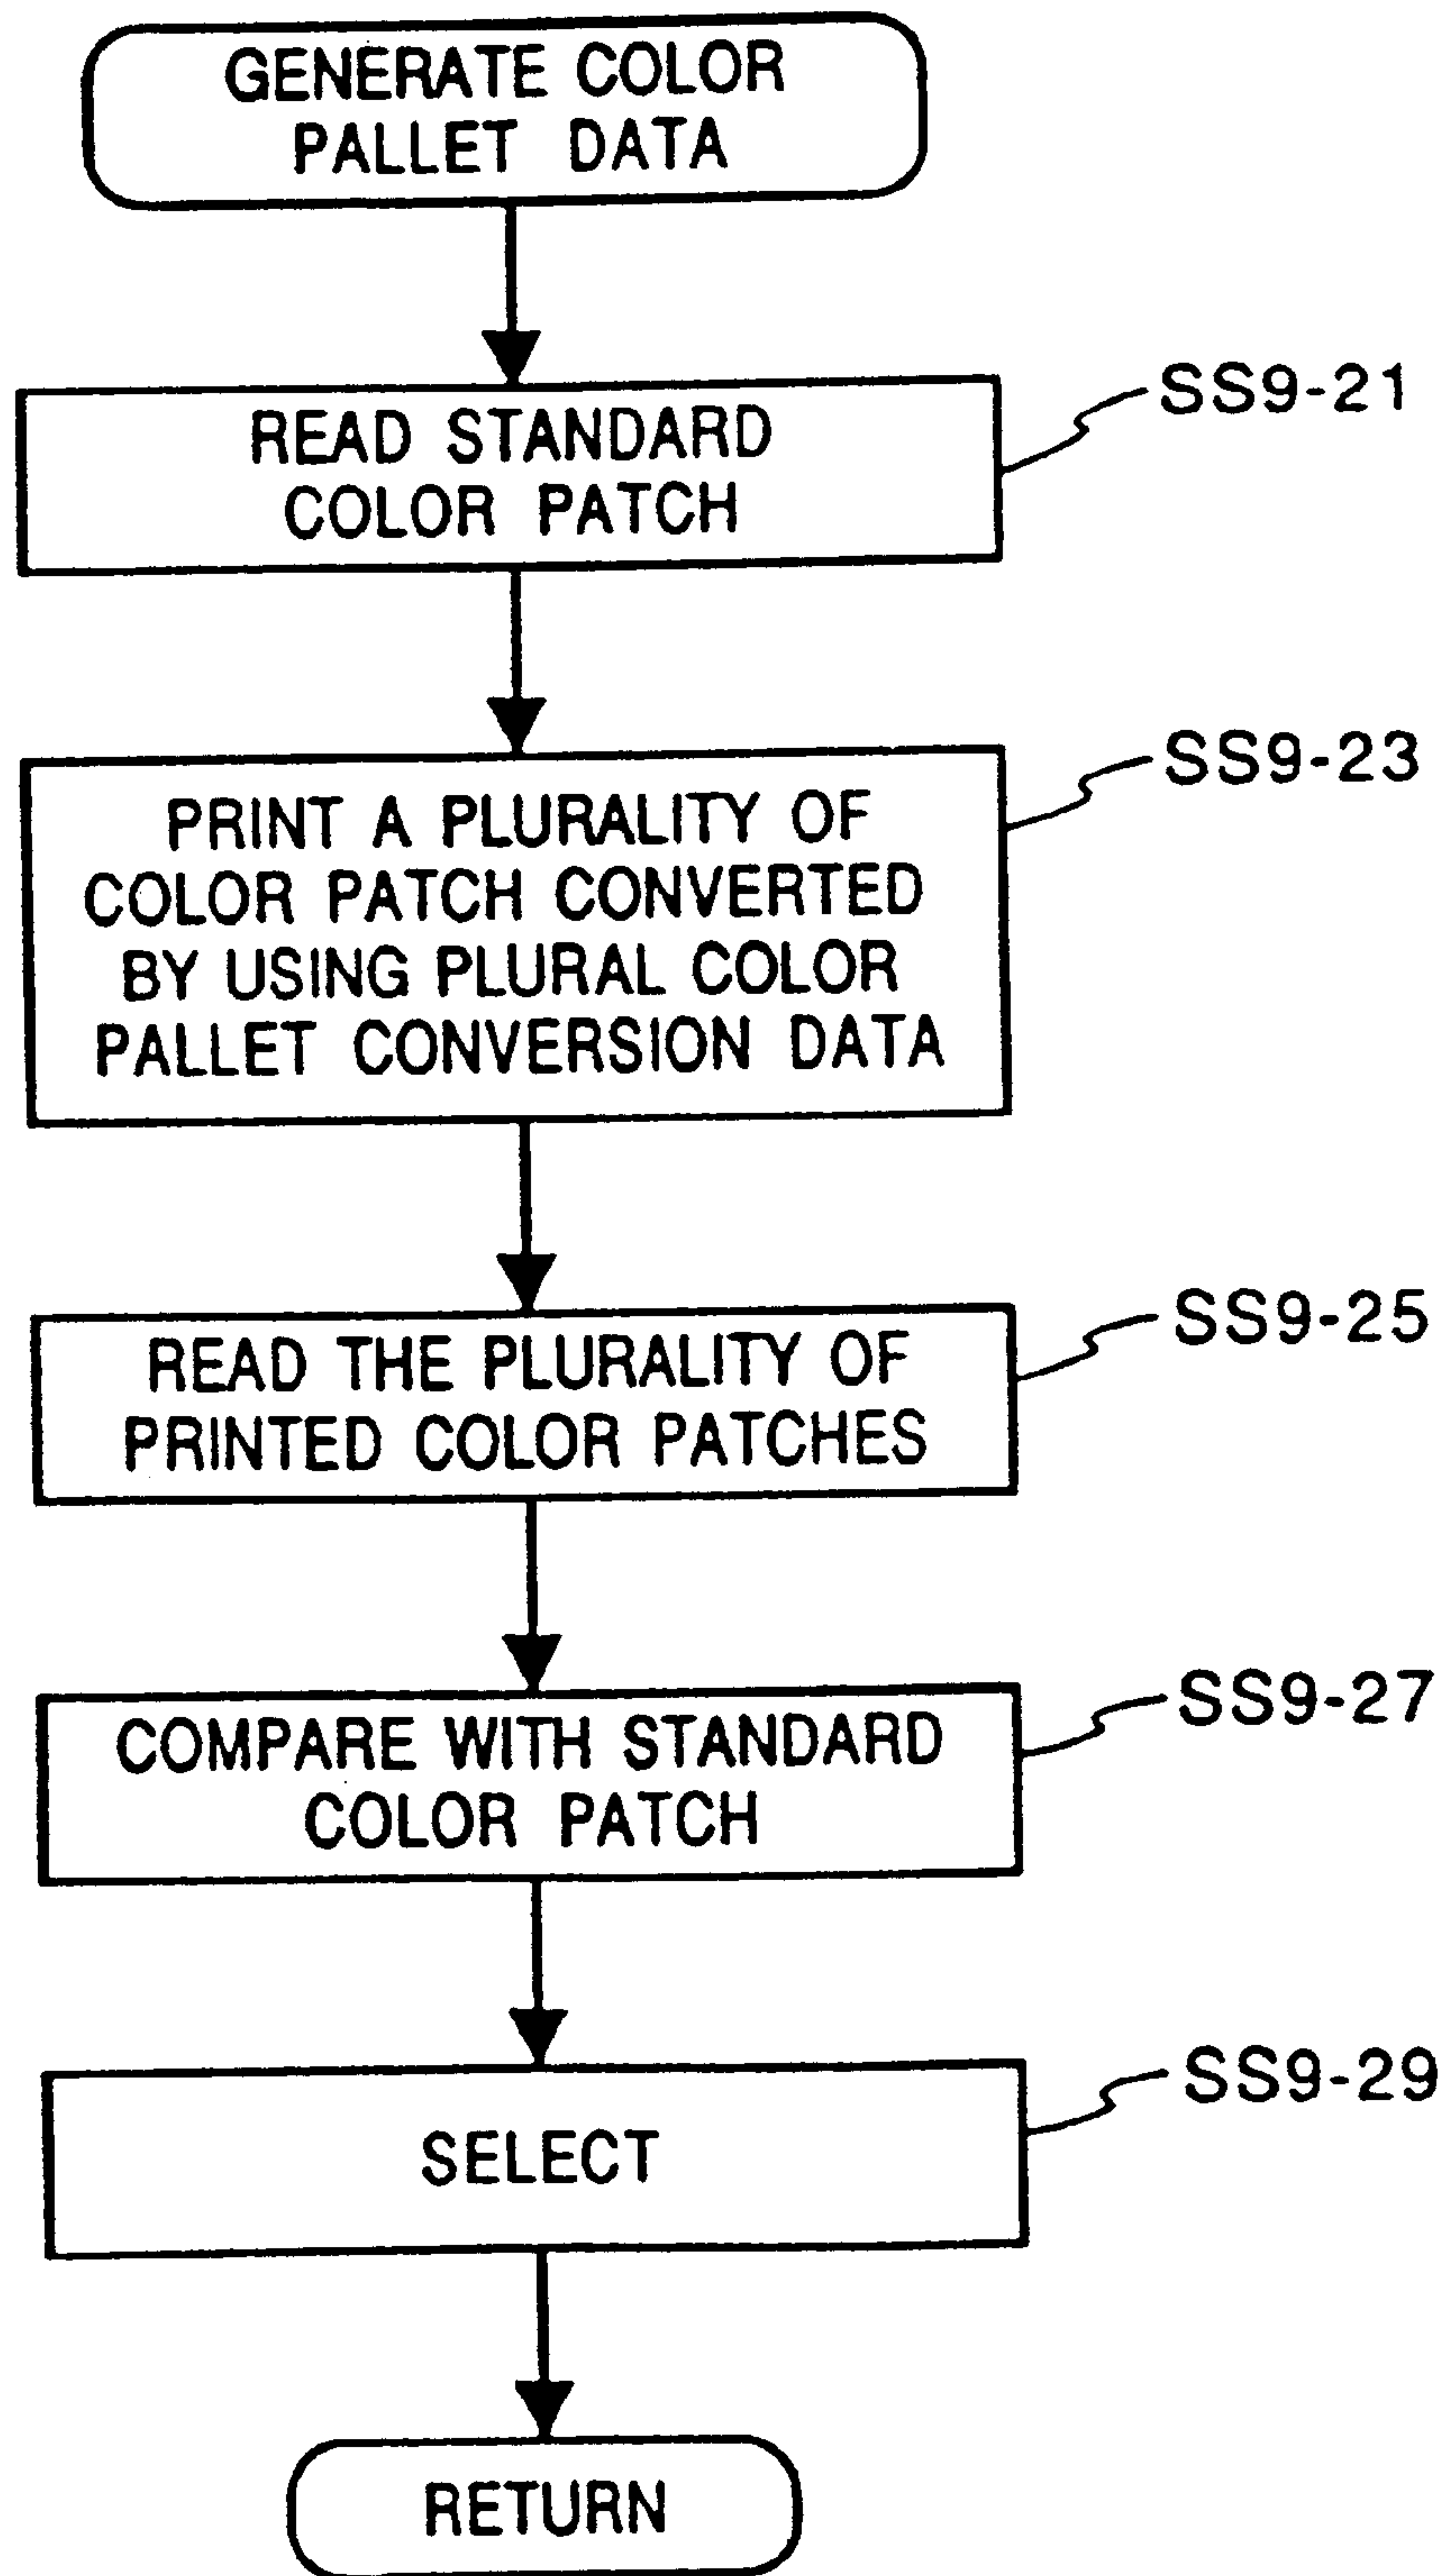 GENERATE COLOR
PALLET DATA
READ STANDARD
COLOR PATCH
SS9-21
PRINT A PLURALITY OF
COLOR PATCH CONVERTED
BY USING PLURAL COLOR
PALLET CONVERSION DATA
SS9-23
READ THE PLURALITY OF
PRINTED COLOR PATCHES
SS9-25
COMPARE WITH STANDARD
COLOR PATCH
SS9-27
SELECT
SS9-29
RETURN